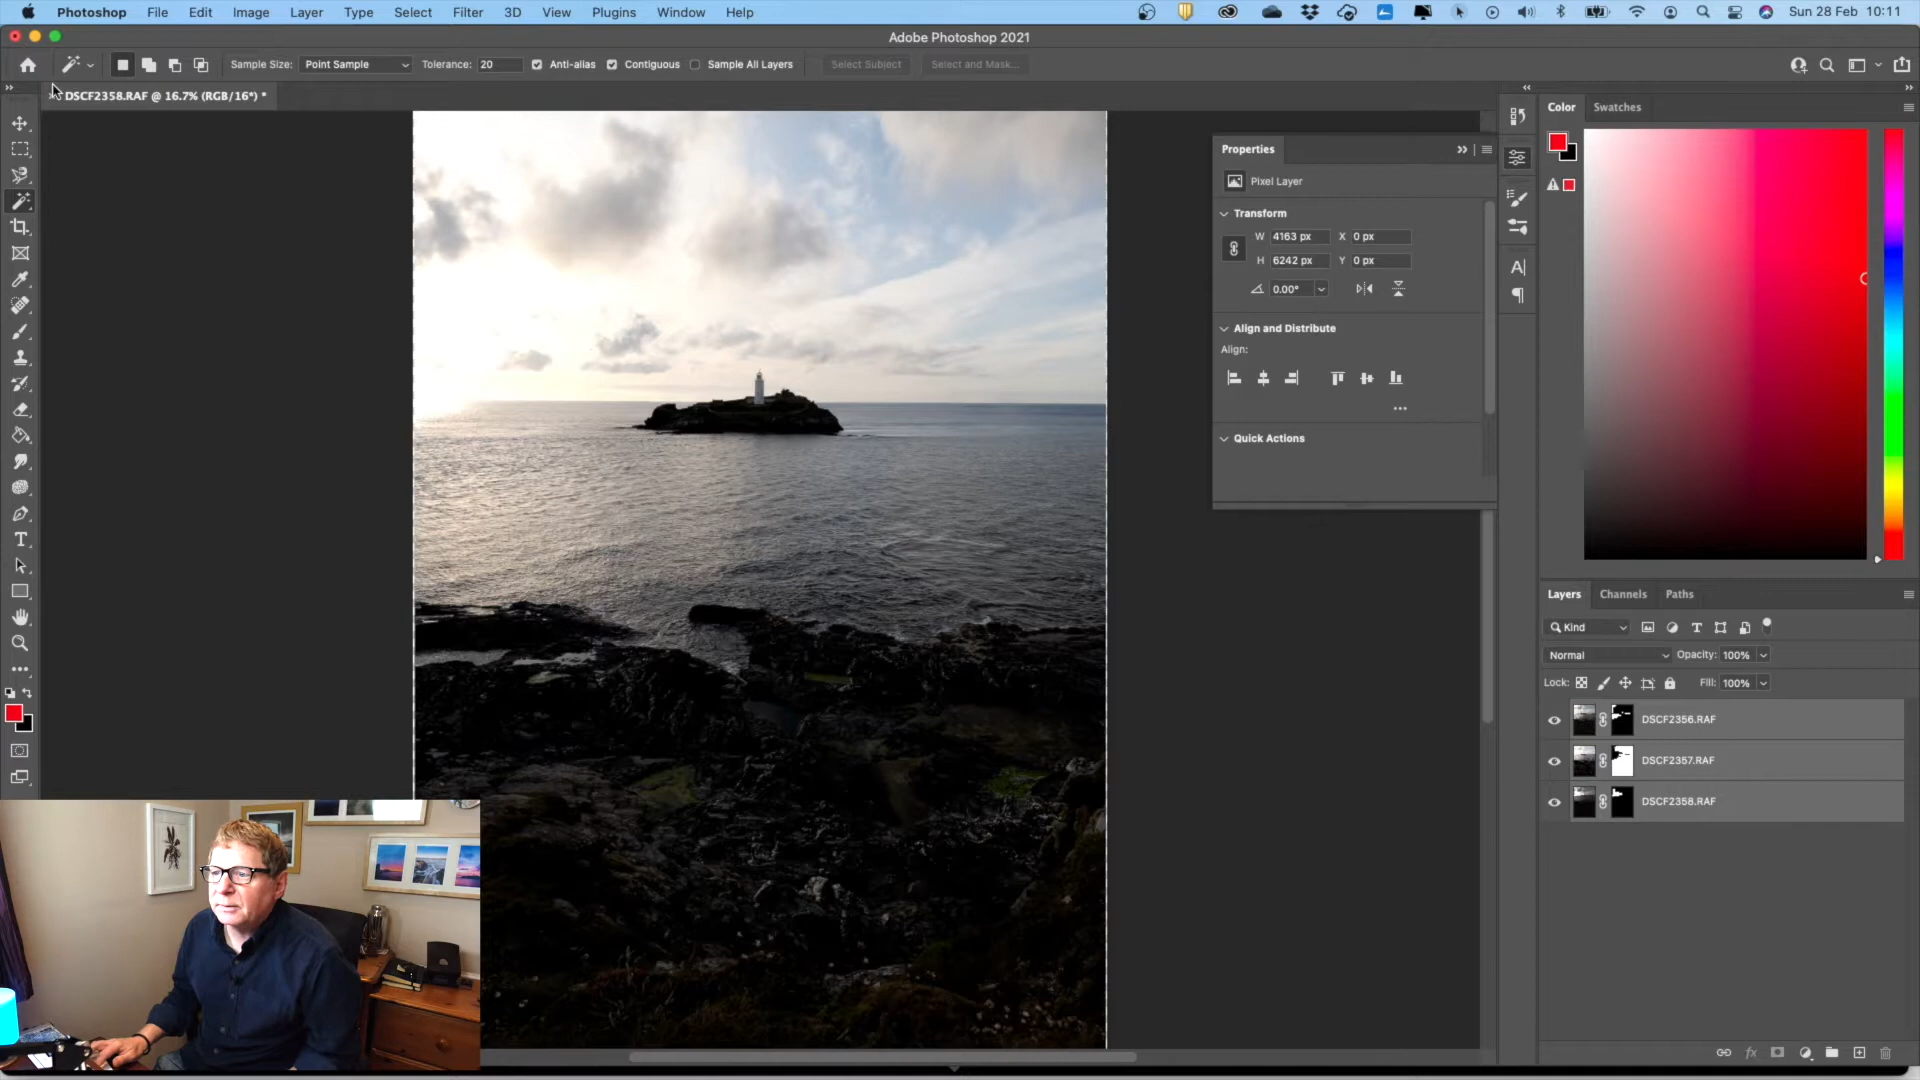 Photoshop File Edit Image Layer Type Select Filter 3D View Plugins Window Help Sun 28 Feb 10:11
Adobe Photoshop 2021
Sample Size: Point Sample Tolerance: 20 Anti-alias Contiguous Sample All Layers Select Subject Select and Mask...
DSCF2358.RAF @ 16.7% (RGB/16*) *
Color Swatches
Properties
Pixel Layer
Transform
W 4163 px X 0 px
H 6242 px Y 0 px
0.00°
Align and Distribute
Align:
Quick Actions
Layers Channels Paths
Kind
Normal Opacity: 100%
Lock: Fill: 100%
DSCF2356.RAF
DSCF2357.RAF
DSCF2358.RAF